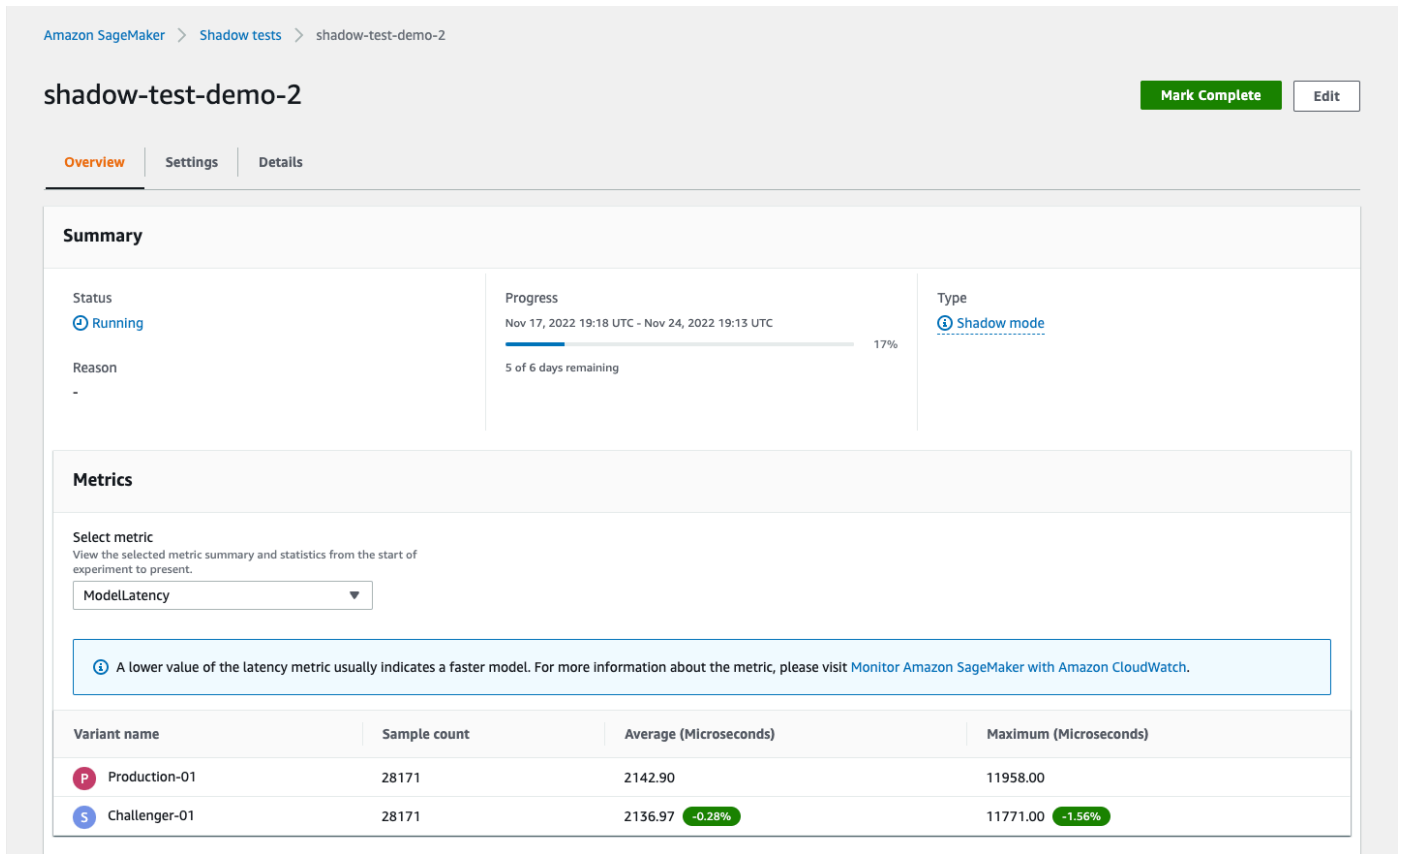 Amazon SageMaker > Shadow tests > shadow-test-demo-2
shadow-test-demo-2
Mark Complete
Edit
Overview
Settings
Details
Summary
Status
Running
Reason
-
Progress
Nov 17, 2022 19:18 UTC - Nov 24, 2022 19:13 UTC
17%
5 of 6 days remaining
Type
Shadow mode
Metrics
Select metric
View the selected metric summary and statistics from the start of
experiment to present.
ModelLatency
A lower value of the latency metric usually indicates a faster model. For more information about the metric, please visit Monitor Amazon SageMaker with Amazon CloudWatch.
Variant name Sample count Average (Microseconds) Maximum (Microseconds)
P Production-01 28171 2142.90 11958.00
S Challenger-01 28171 2136.97 -0.28% 11771.00 -1.56%